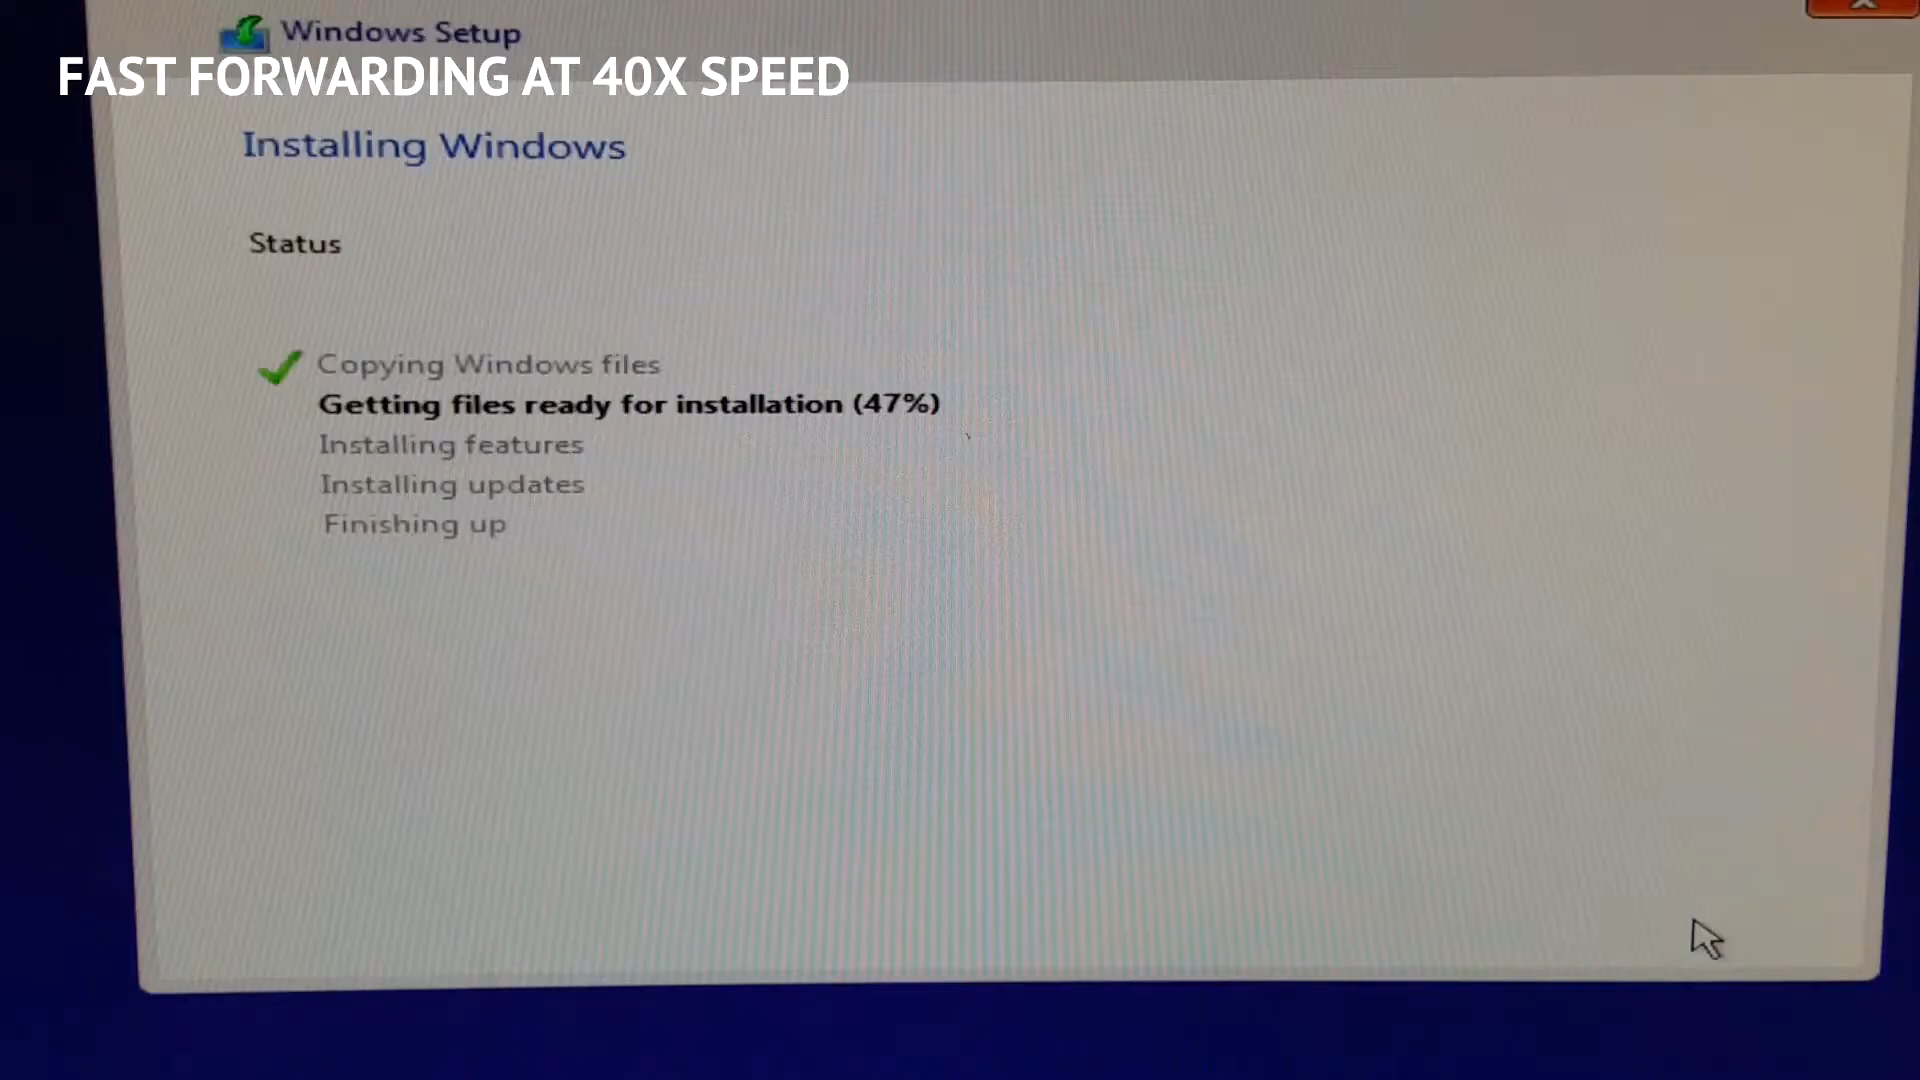 Windows Setup
FAST FORWARDING AT 40X SPEED
Installing Windows
Status
Copying Windows files
Getting files ready for installation (47%)
Installing features
Installing updates
Finishing up